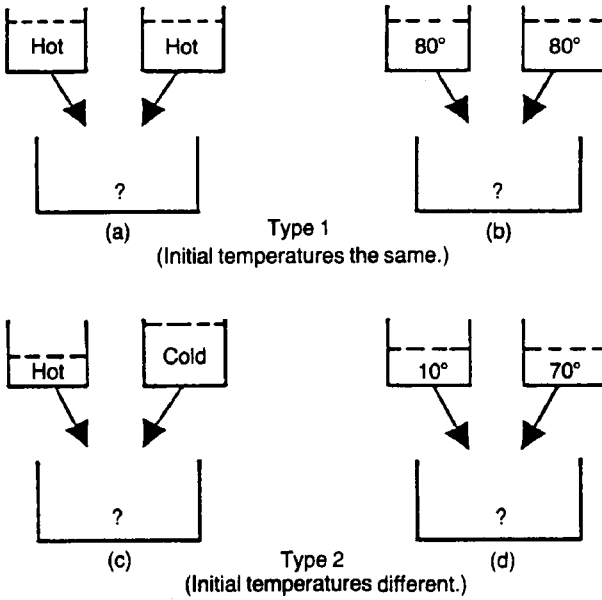 Hot Hot 80° 80°
? ?
(a) Type 1 (b)
(Initial temperatures the same.)
Hot Cold 10° 70°
? ?
(c) Type 2 (d)
(Initial temperatures different.)